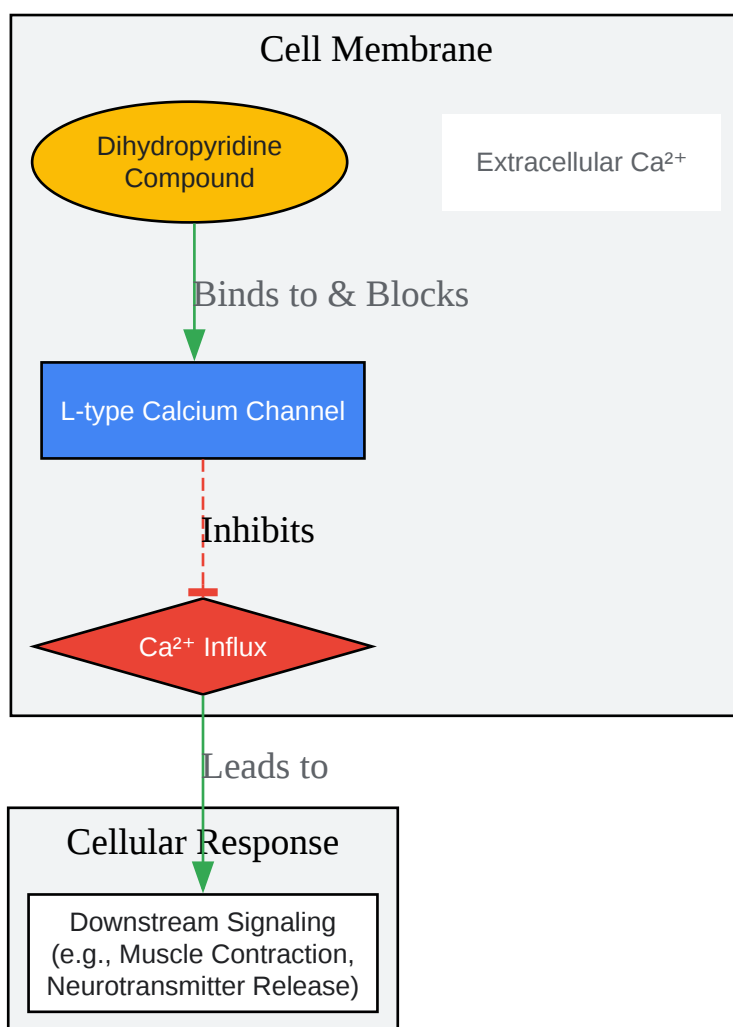 Cell Membrane
Dihydropyridine
Compound
Extracellular Ca²⁺
Binds to & Blocks
L-type Calcium Channel
Inhibits
Ca²⁺ Influx
Leads to
Cellular Response
Downstream Signaling
(e.g., Muscle Contraction,
Neurotransmitter Release)